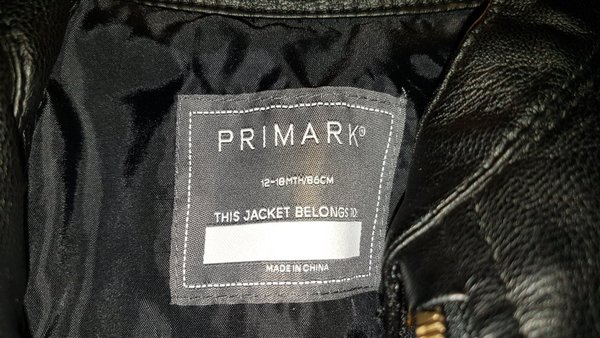 PRIMARK®
12-18MTH/86CM
THIS JACKET BELONGS TO:
MADE IN CHINA